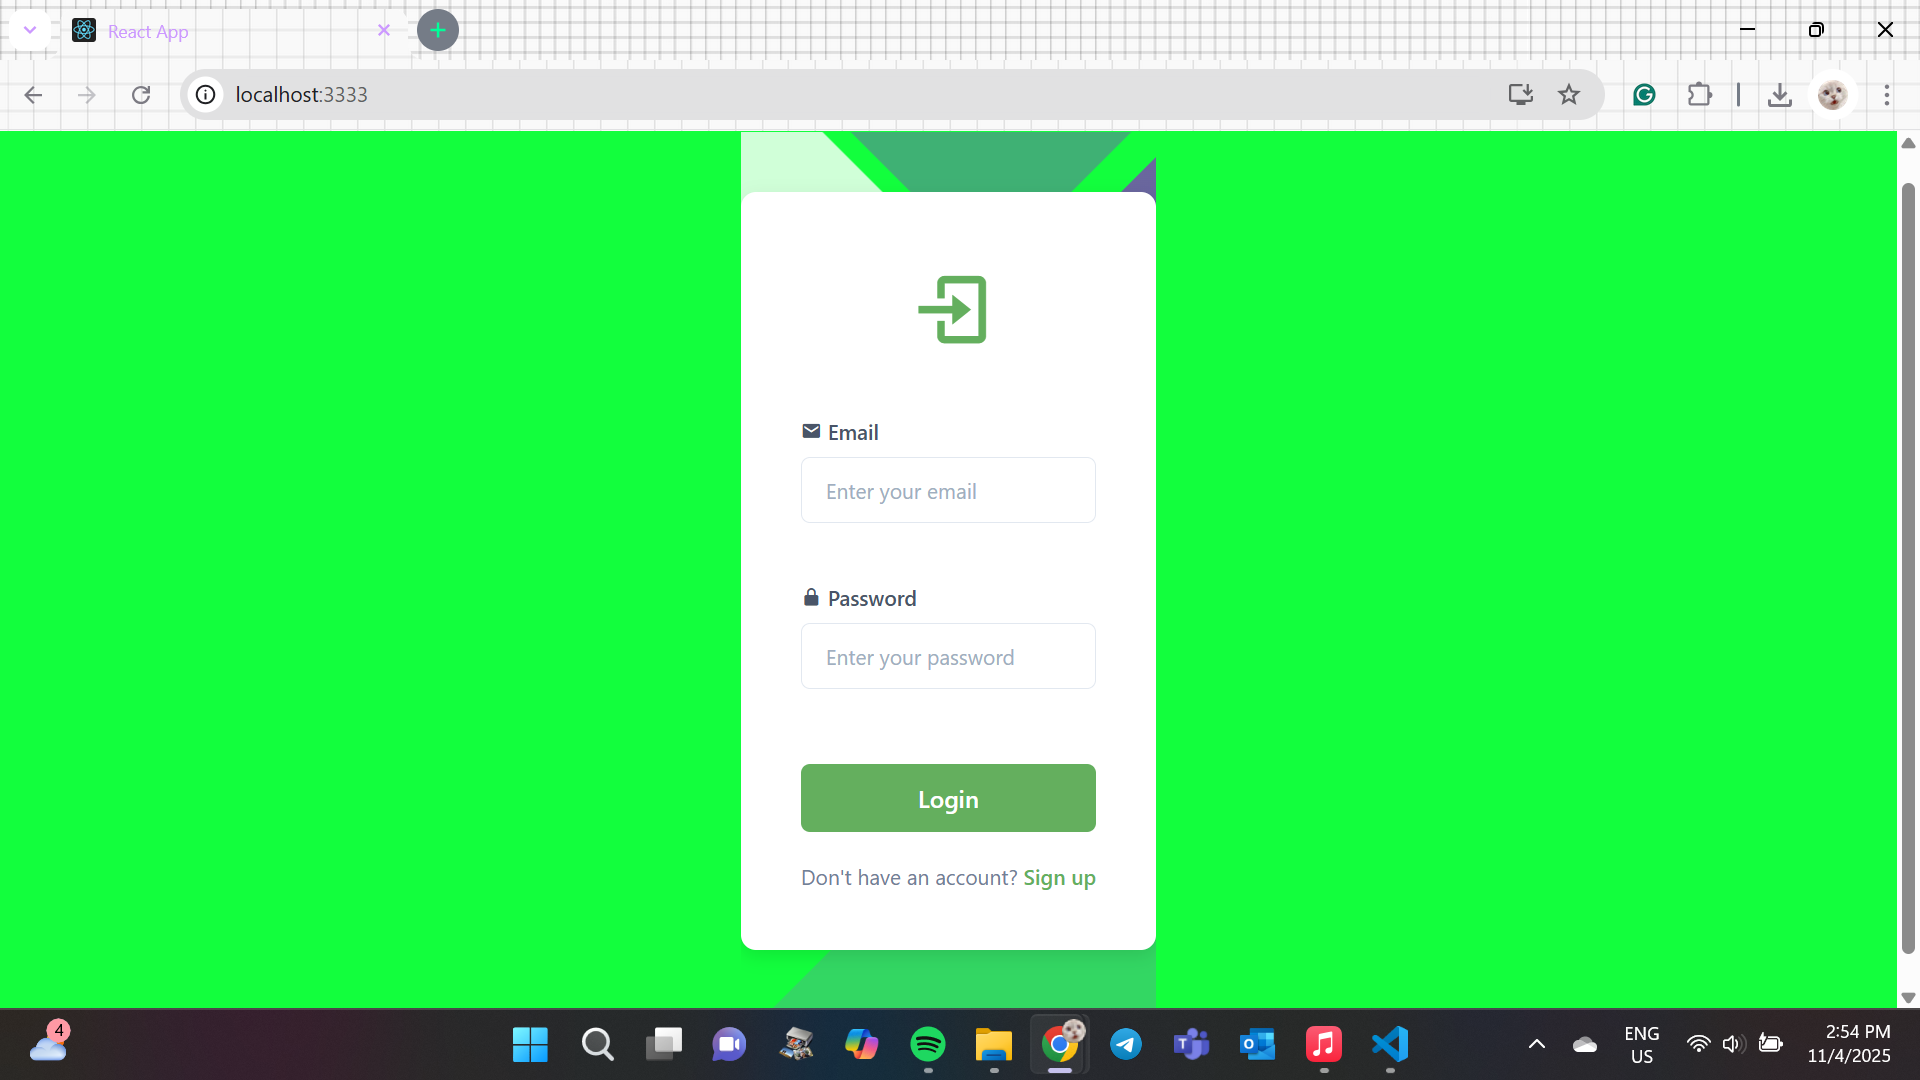 React App
localhost:3333
Email
Enter your email
Password
Enter your password
Login
Don't have an account? Sign up
4
ENG
US
2:54 PM
11/4/2025